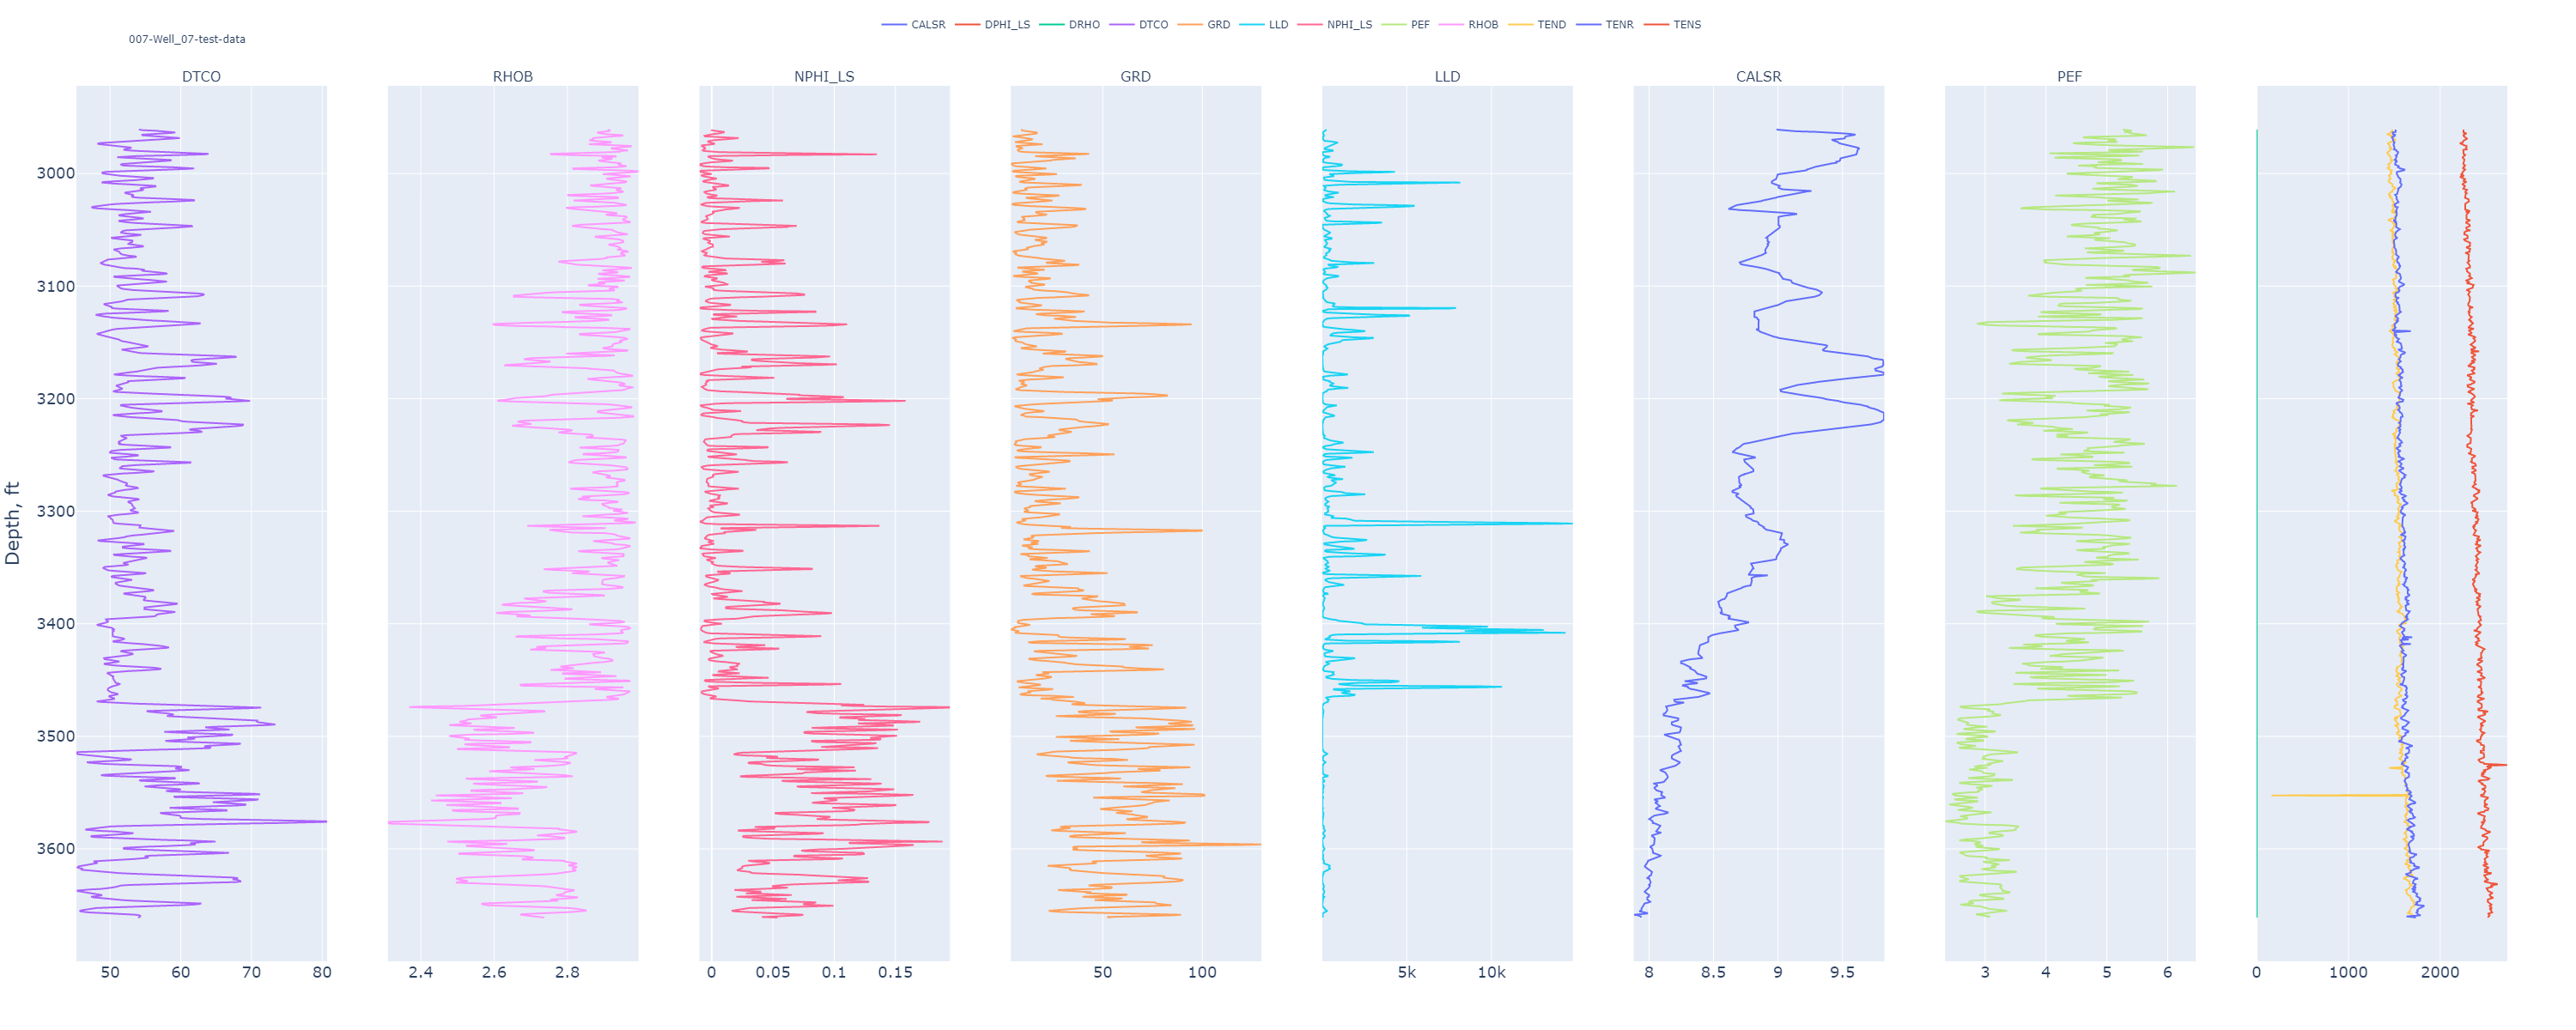 CALSR DPHI_LS DRHO DTCO GRD LLD NPHI_LS PEF RHOB TEND TENR TENS
007-Well_07-test-data
DTCO RHOB NPHI_LS GRD LLD CALSR PEF
Depth, ft
3000
3100
3200
3300
3400
3500
3600
50 60 70 80 2.4 2.6 2.8 0 0.05 0.1 0.15 50 100 5k 10k 8 8.5 9 9.5 3 4 5 6 0 1000 2000